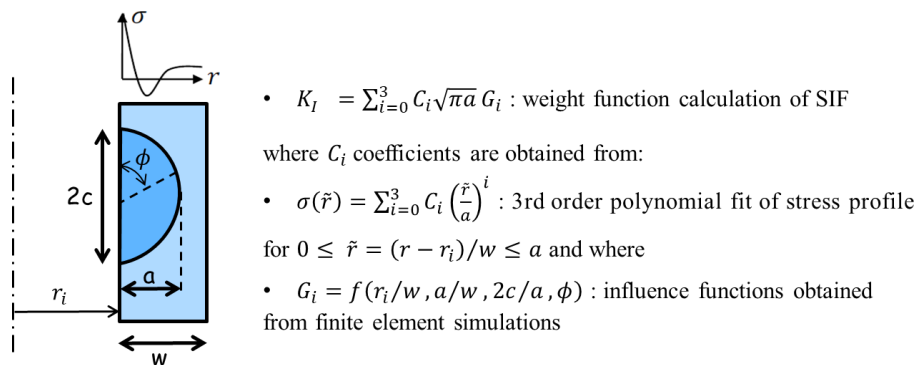 σ
r
ϕ
2c
a
r_i
w
• K_I = ∑_{i=0}^{3} C_i √(πa) G_i : weight function calculation of SIF
where C_i coefficients are obtained from:
• σ(r̃) = ∑_{i=0}^{3} C_i (r̃/a)^i : 3rd order polynomial fit of stress profile
for 0 ≤ r̃ = (r − r_i)/w ≤ a and where
• G_i = f(r_i/w , a/w , 2c/a , ϕ) : influence functions obtained
from finite element simulations